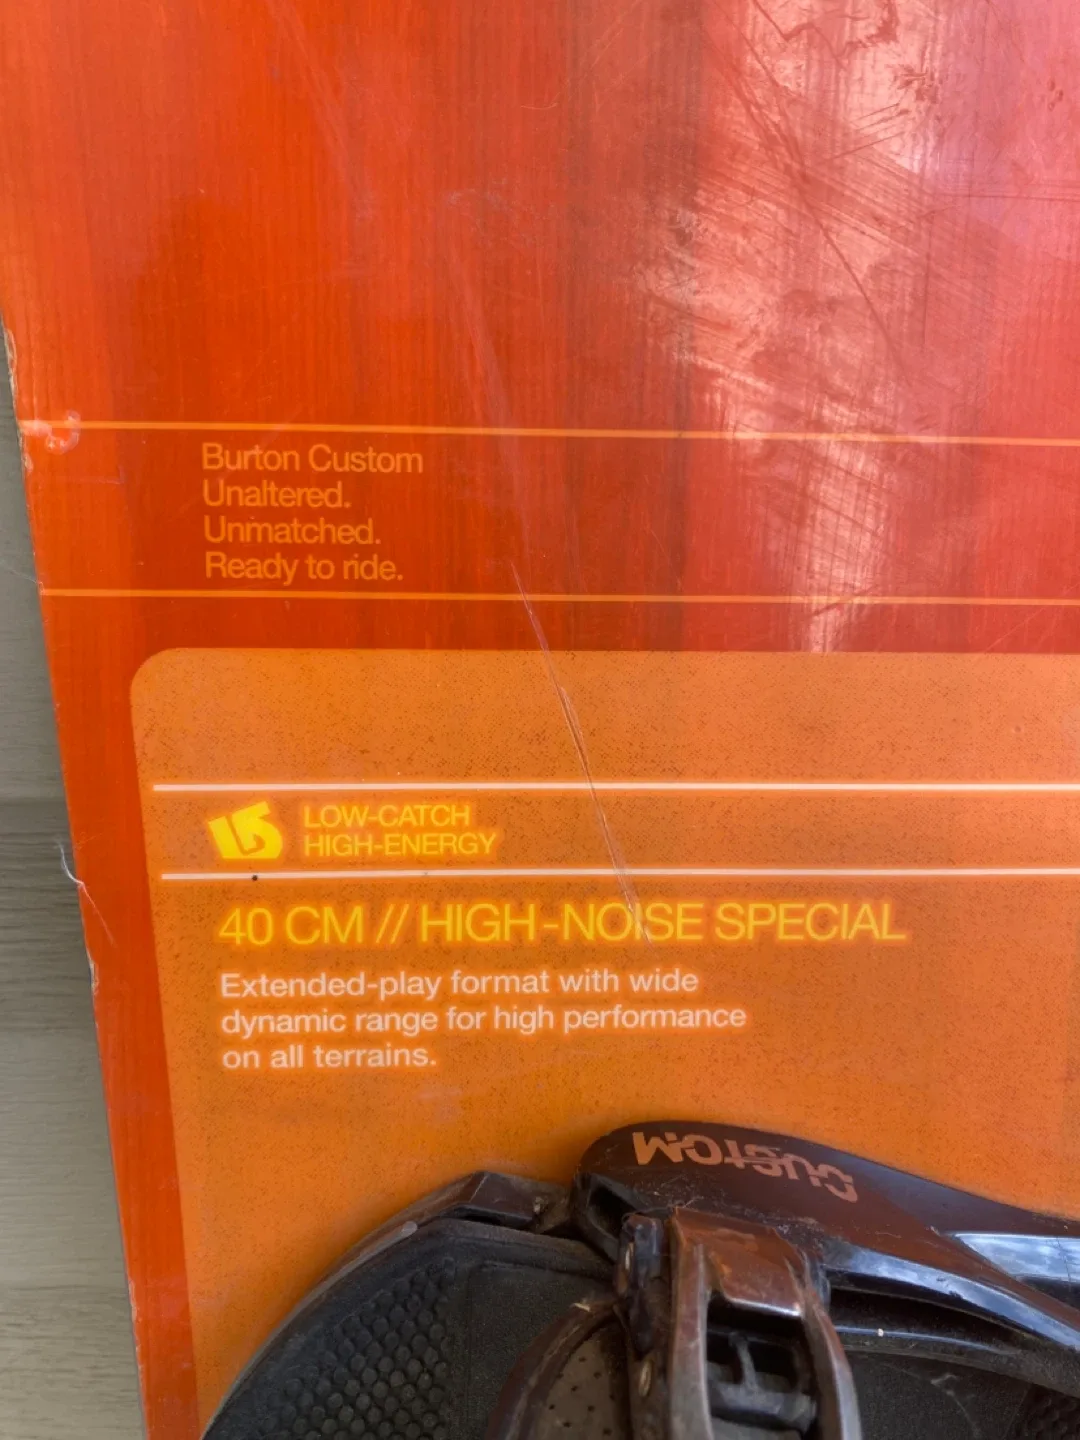 Burton Custom
Unaltered.
Unmatched.
Ready to ride.
LOW-CATCH
HIGH-ENERGY
40 CM // HIGH-NOISE SPECIAL
Extended-play format with wide
dynamic range for high performance
on all terrains.
CUSTOM